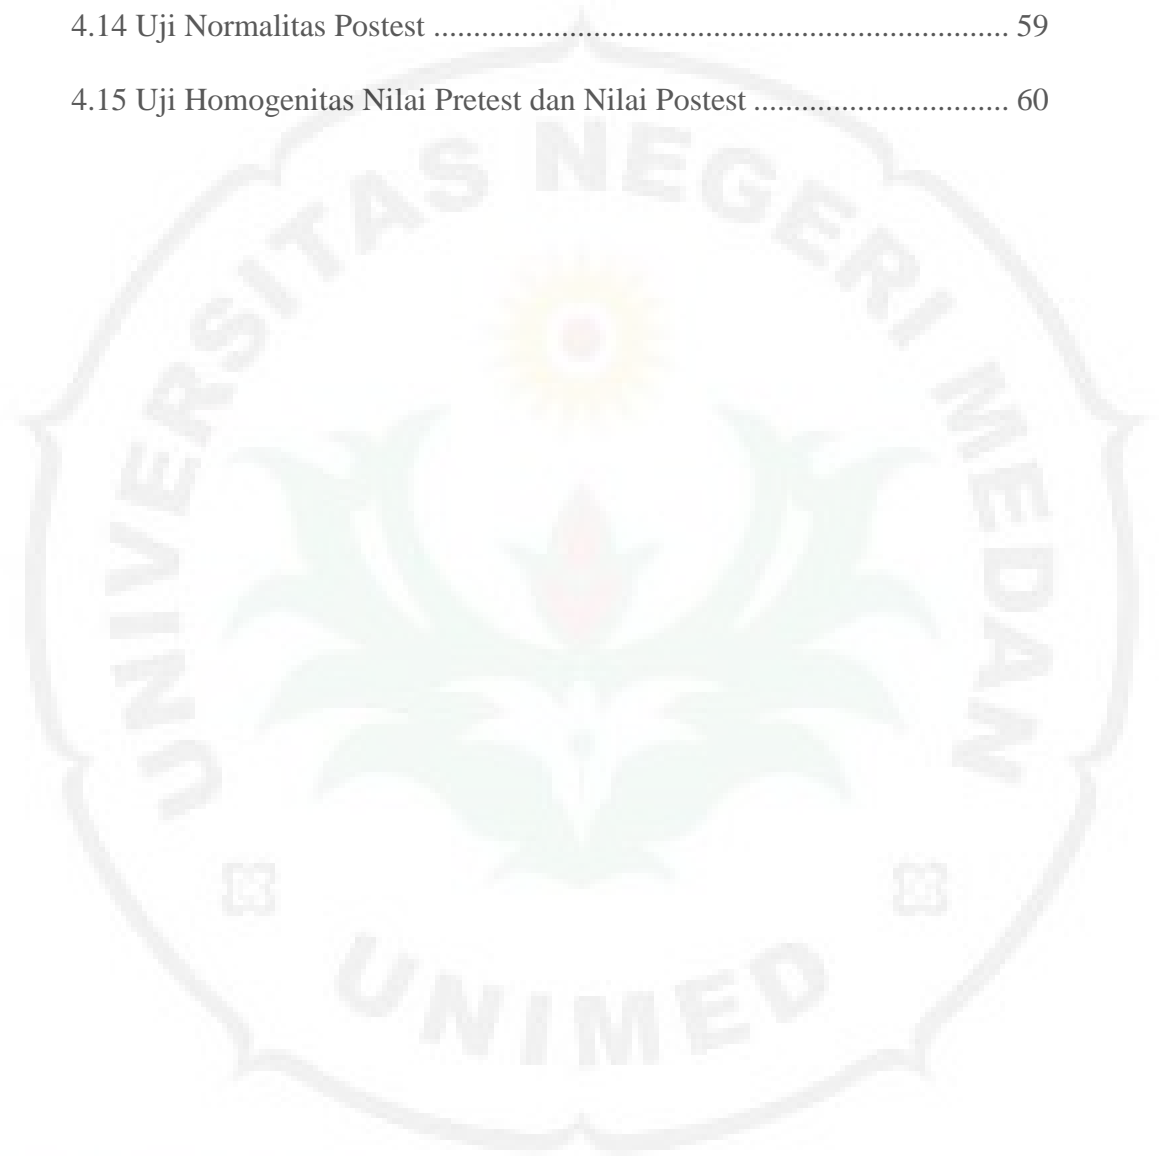 4.14 Uji Normalitas Postest ........................................................................ 59
4.15 Uji Homogenitas Nilai Pretest dan Nilai Postest ................................ 60
UNIVERSITAS NEGERI MEDAN
UNIMED